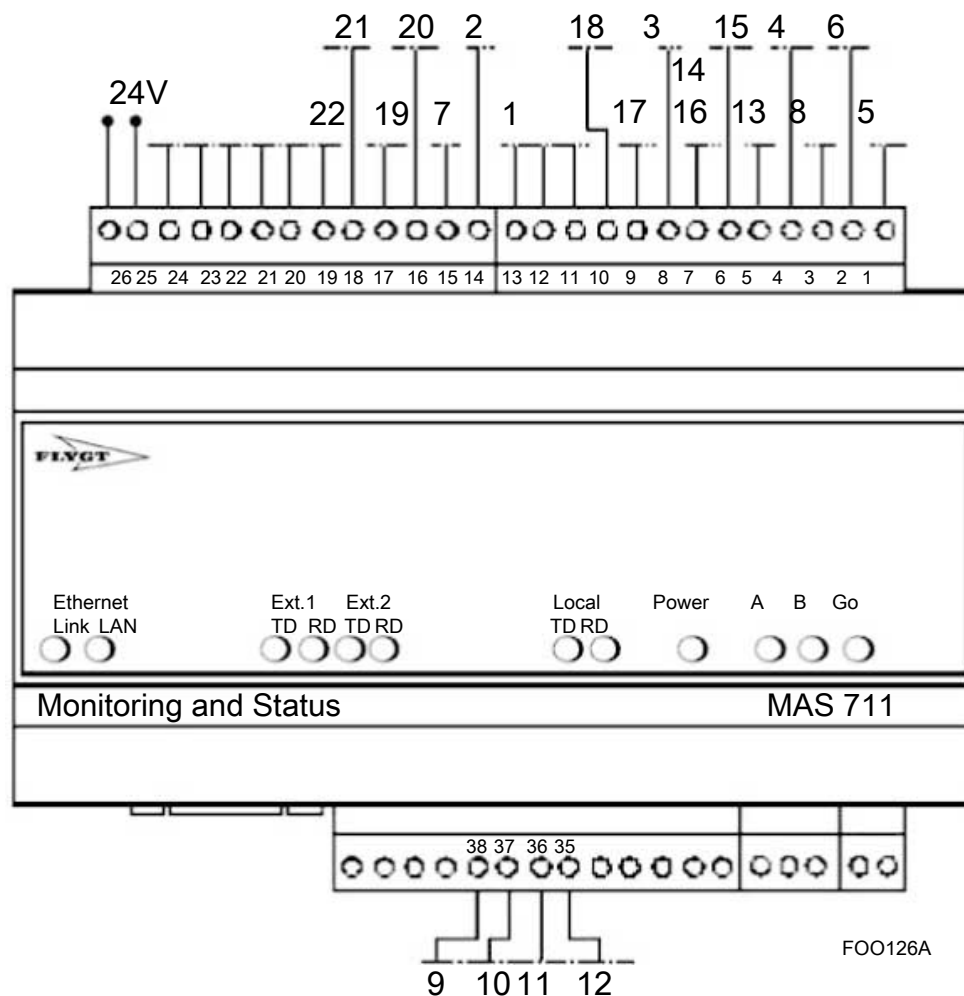 21 20 2 18 3 15 4 6
14
24V 22 19 7 1 17 16 13 8 5
26 25 24 23 22 21 20 19 18 17 16 15 14 13 12 11 10 9 8 7 6 5 4 3 2 1
FLYGT
Ethernet Ext.1 Ext.2 Local Power A B Go
Link LAN TD RD TD RD TD RD
Monitoring and Status MAS 711
38 37 36 35
FOO126A
9 10 11 12